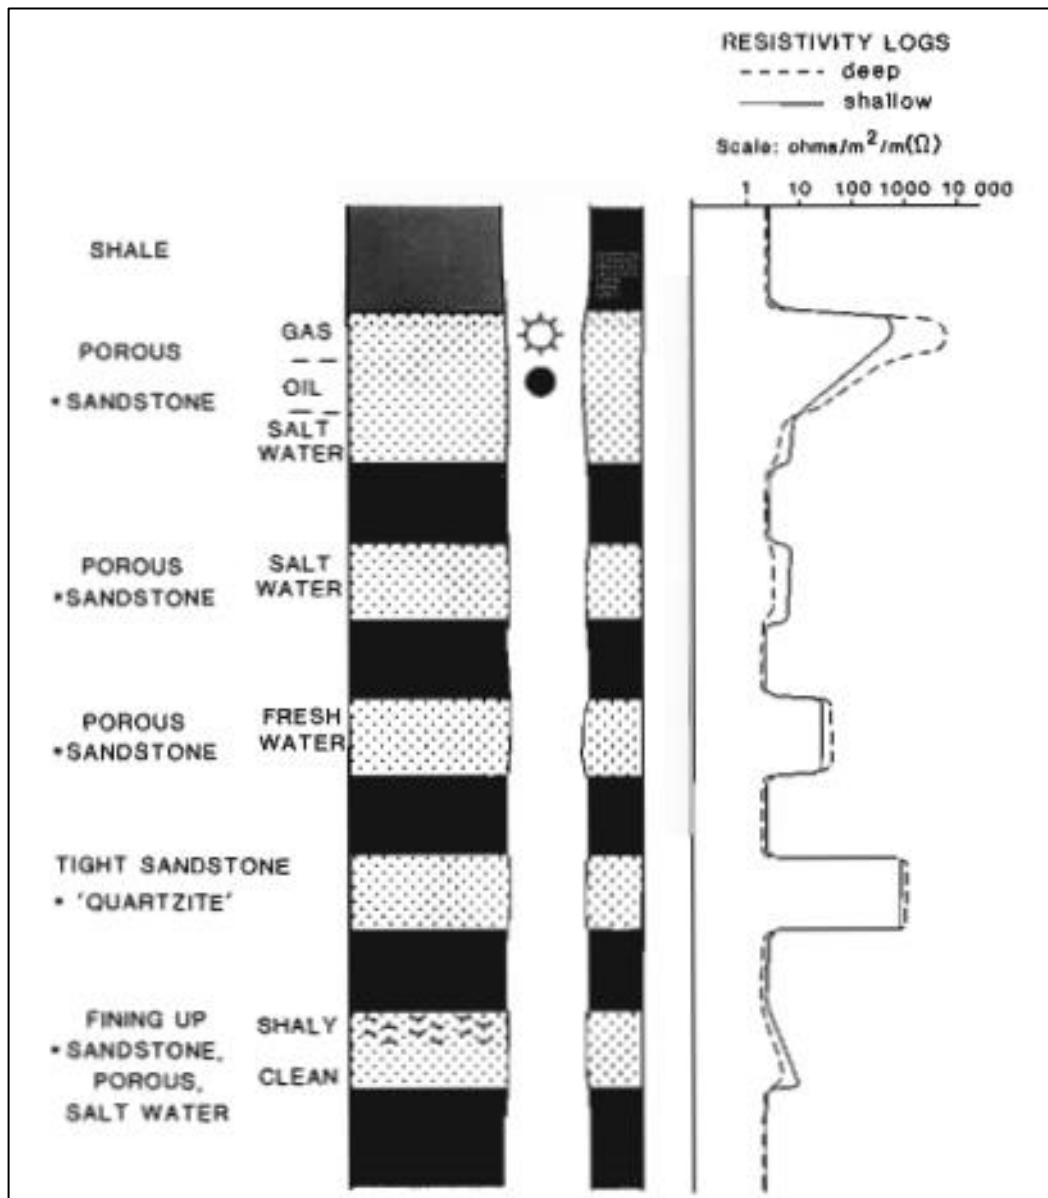 RESISTIVITY LOGS
deep
shallow
Scale: ohms/m²/m(Ω)
1 10 100 1000 10 000
SHALE
GAS
POROUS
OIL
*SANDSTONE
SALT
WATER
POROUS
SALT
*SANDSTONE
WATER
POROUS
FRESH
*SANDSTONE
WATER
TIGHT SANDSTONE
* 'QUARTZITE'
FINING UP
SHALY
*SANDSTONE,
POROUS,
CLEAN
SALT WATER